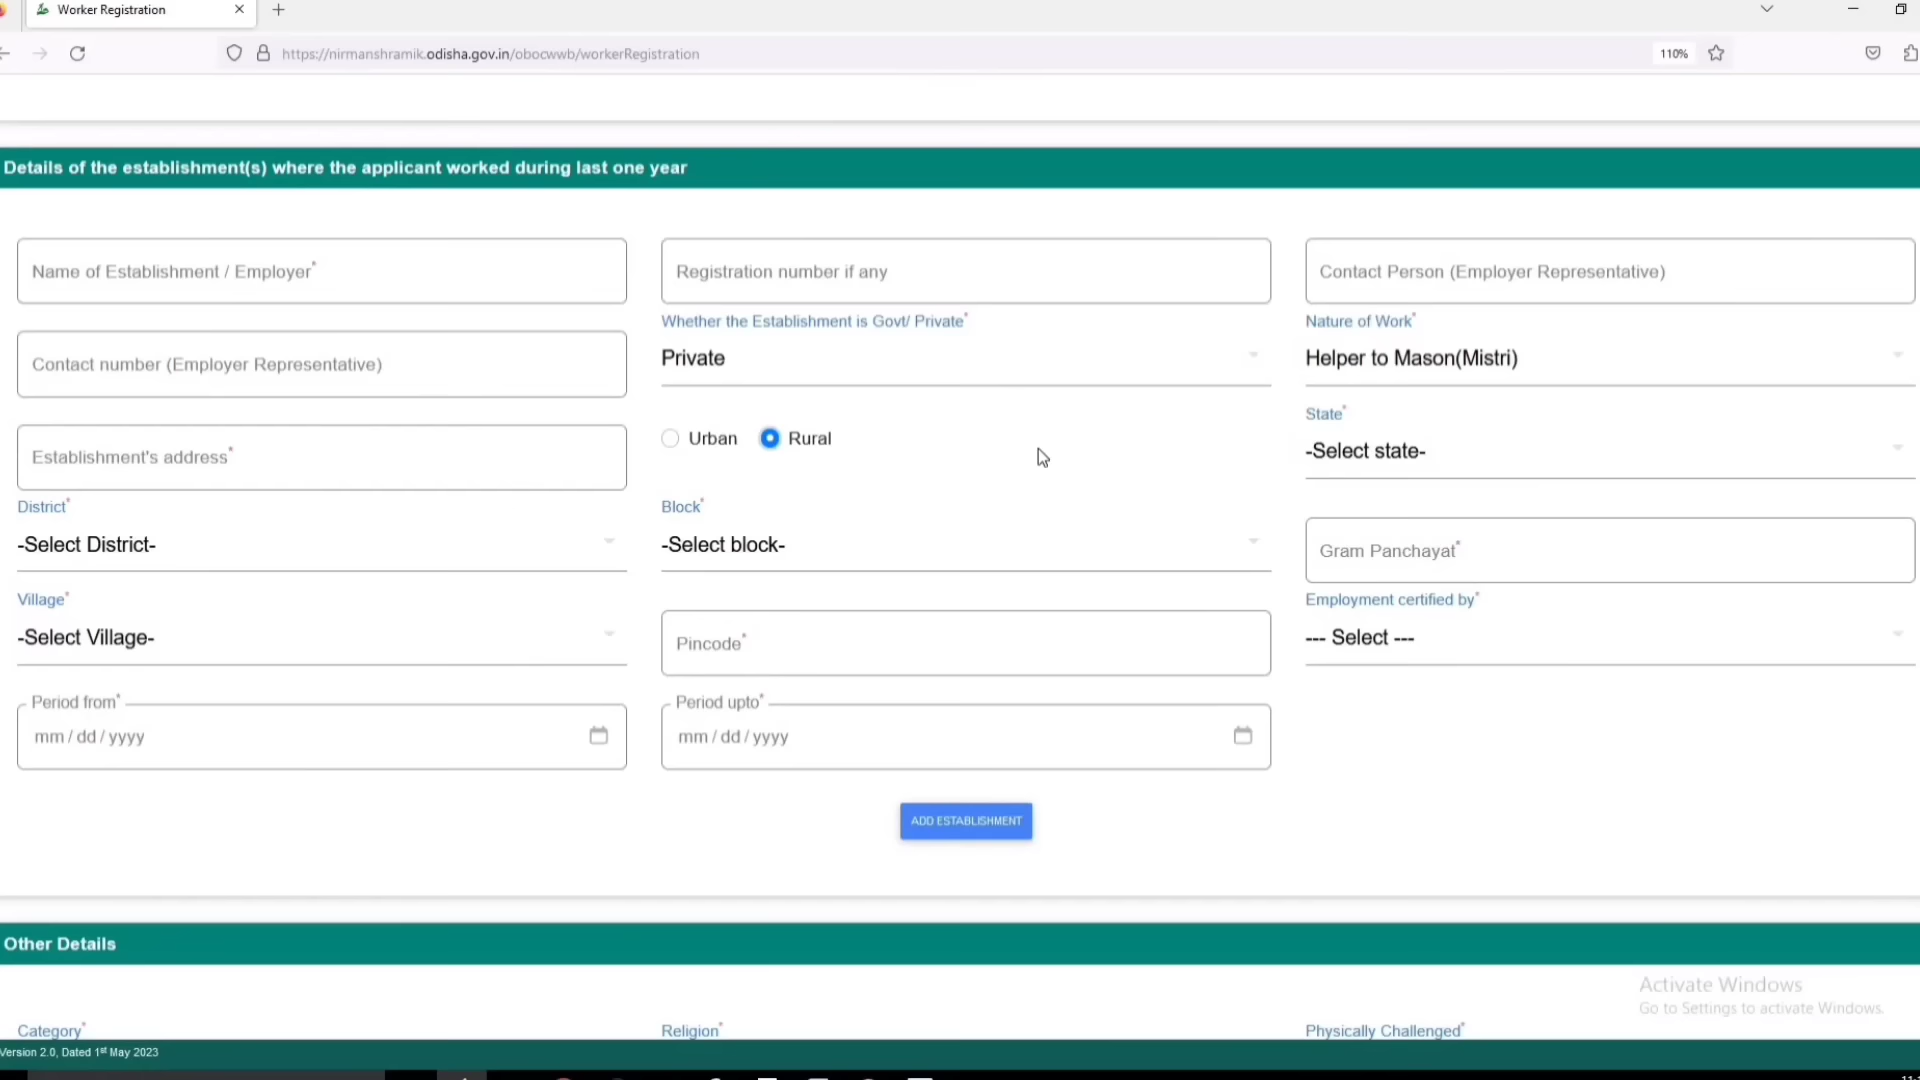 Worker Registration
https://nirmanshramik.odisha.gov.in/obocwwb/workerRegistration
110%
Details of the establishment(s) where the applicant worked during last one year
Name of Establishment / Employer*
Registration number if any
Contact Person (Employer Representative)
Contact number (Employer Representative)
Whether the Establishment is Govt/ Private*
Private
Nature of Work*
Helper to Mason(Mistri)
Establishment's address*
Urban
Rural
State*
-Select state-
District*
-Select District-
Block*
-Select block-
Gram Panchayat*
Village*
-Select Village-
Pincode*
Employment certified by*
--- Select ---
Period from*
mm / dd / yyyy
Period upto*
mm / dd / yyyy
ADD ESTABLISHMENT
Other Details
Activate Windows
Go to Settings to activate Windows.
Category*
Religion*
Physically Challenged*
Version 2.0, Dated 1st May 2023